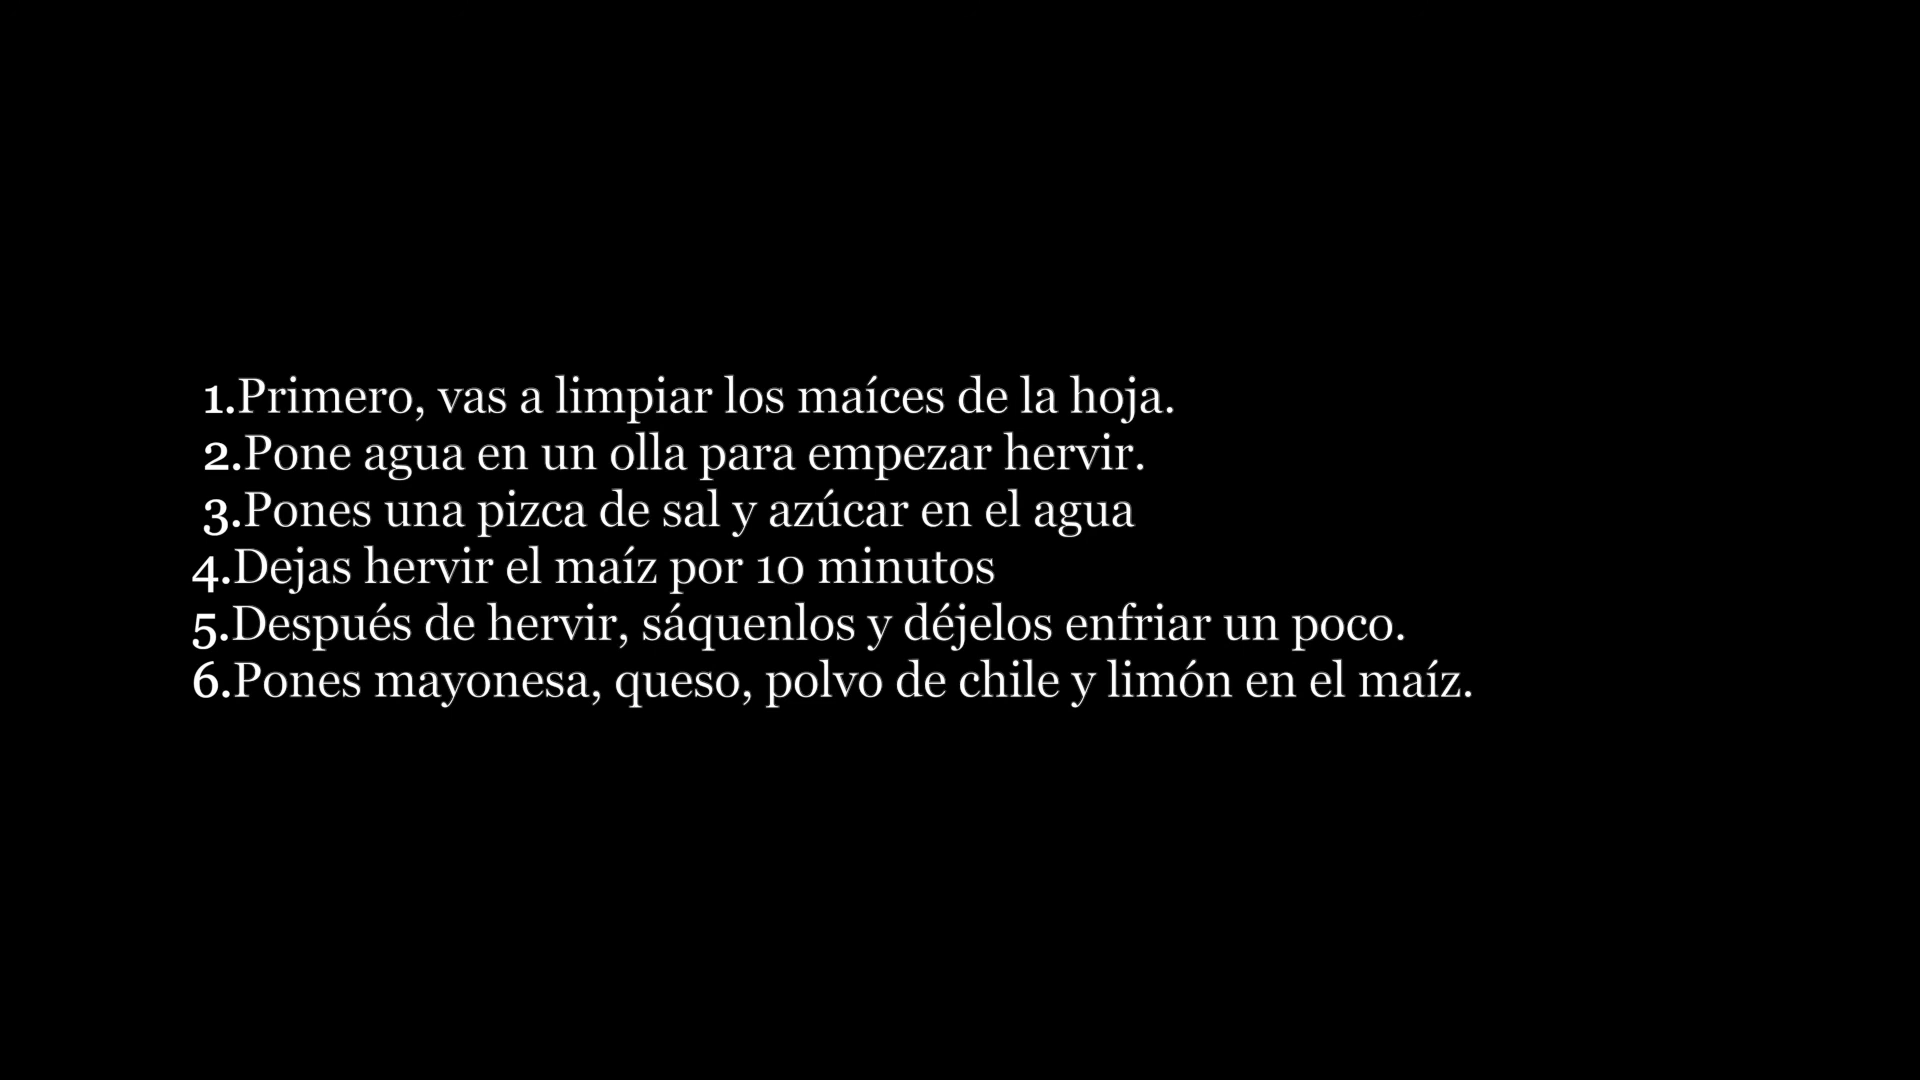 1.Primero, vas a limpiar los maíces de la hoja.
2.Pone agua en un olla para empezar hervir.
3.Pones una pizca de sal y azúcar en el agua
4.Dejas hervir el maíz por 10 minutos
5.Después de hervir, sáquenlos y déjelos enfriar un poco.
6.Pones mayonesa, queso, polvo de chile y limón en el maíz.